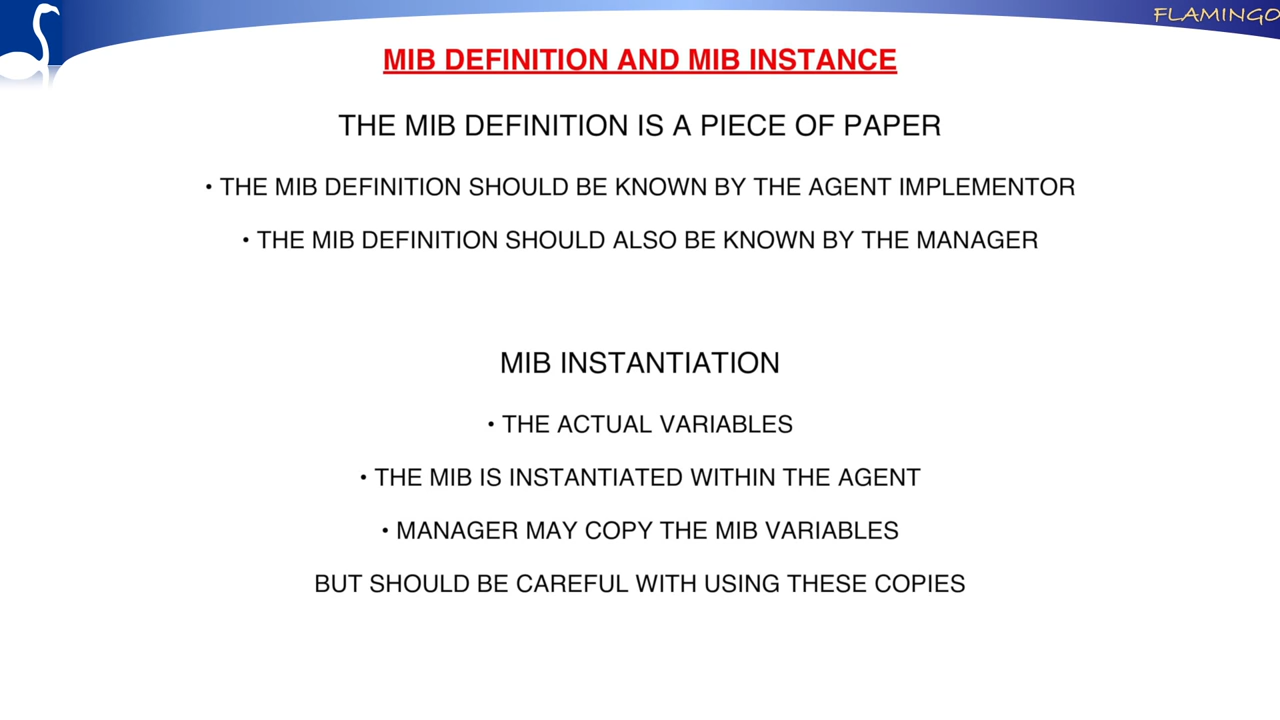 FLAMINGO
MIB DEFINITION AND MIB INSTANCE
THE MIB DEFINITION IS A PIECE OF PAPER
• THE MIB DEFINITION SHOULD BE KNOWN BY THE AGENT IMPLEMENTOR
• THE MIB DEFINITION SHOULD ALSO BE KNOWN BY THE MANAGER
MIB INSTANTIATION
• THE ACTUAL VARIABLES
• THE MIB IS INSTANTIATED WITHIN THE AGENT
• MANAGER MAY COPY THE MIB VARIABLES
BUT SHOULD BE CAREFUL WITH USING THESE COPIES